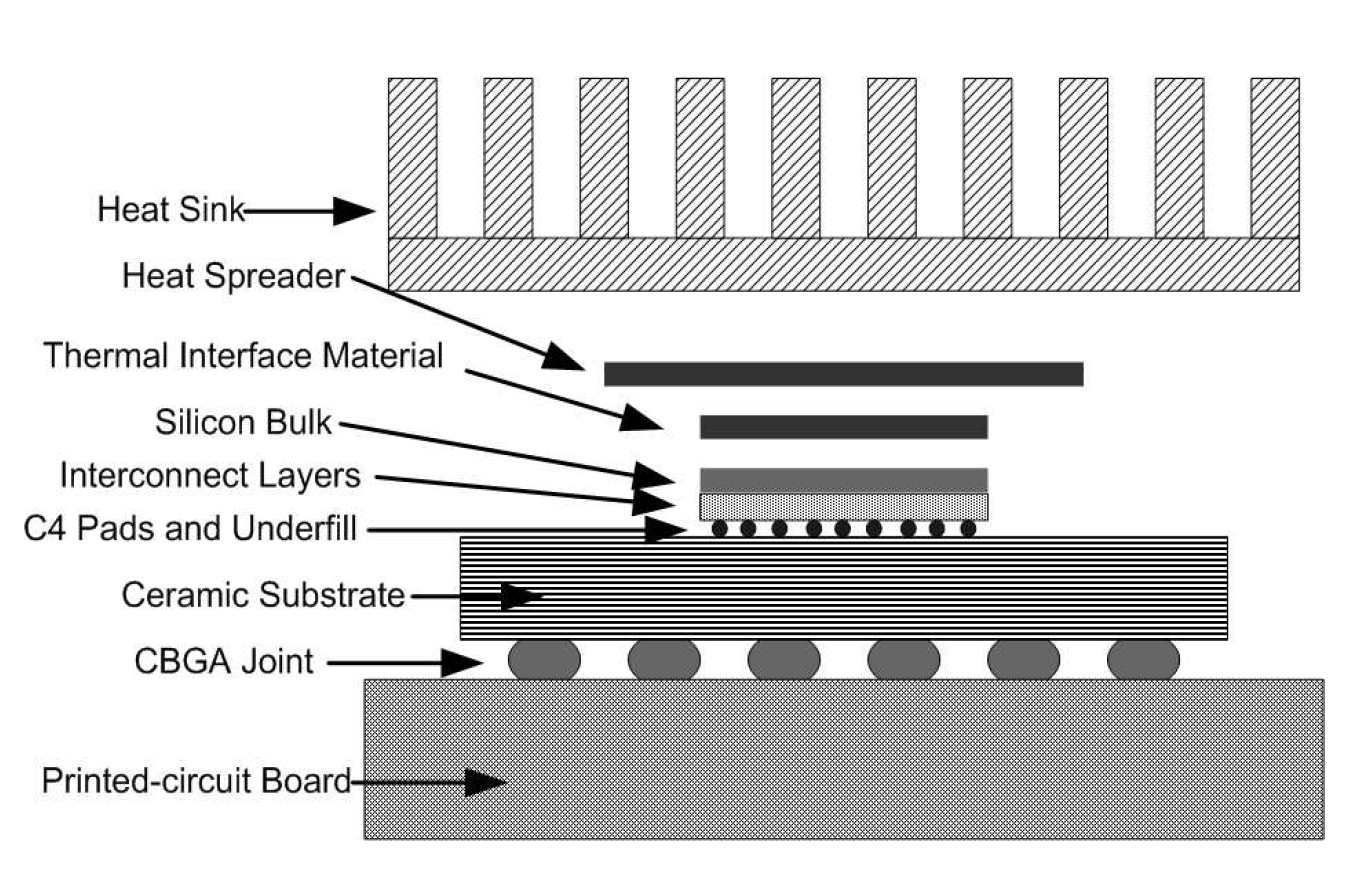 Heat Sink
Heat Spreader
Thermal Interface Material
Silicon Bulk
Interconnect Layers
C4 Pads and Underfill
Ceramic Substrate
CBGA Joint
Printed-circuit Board